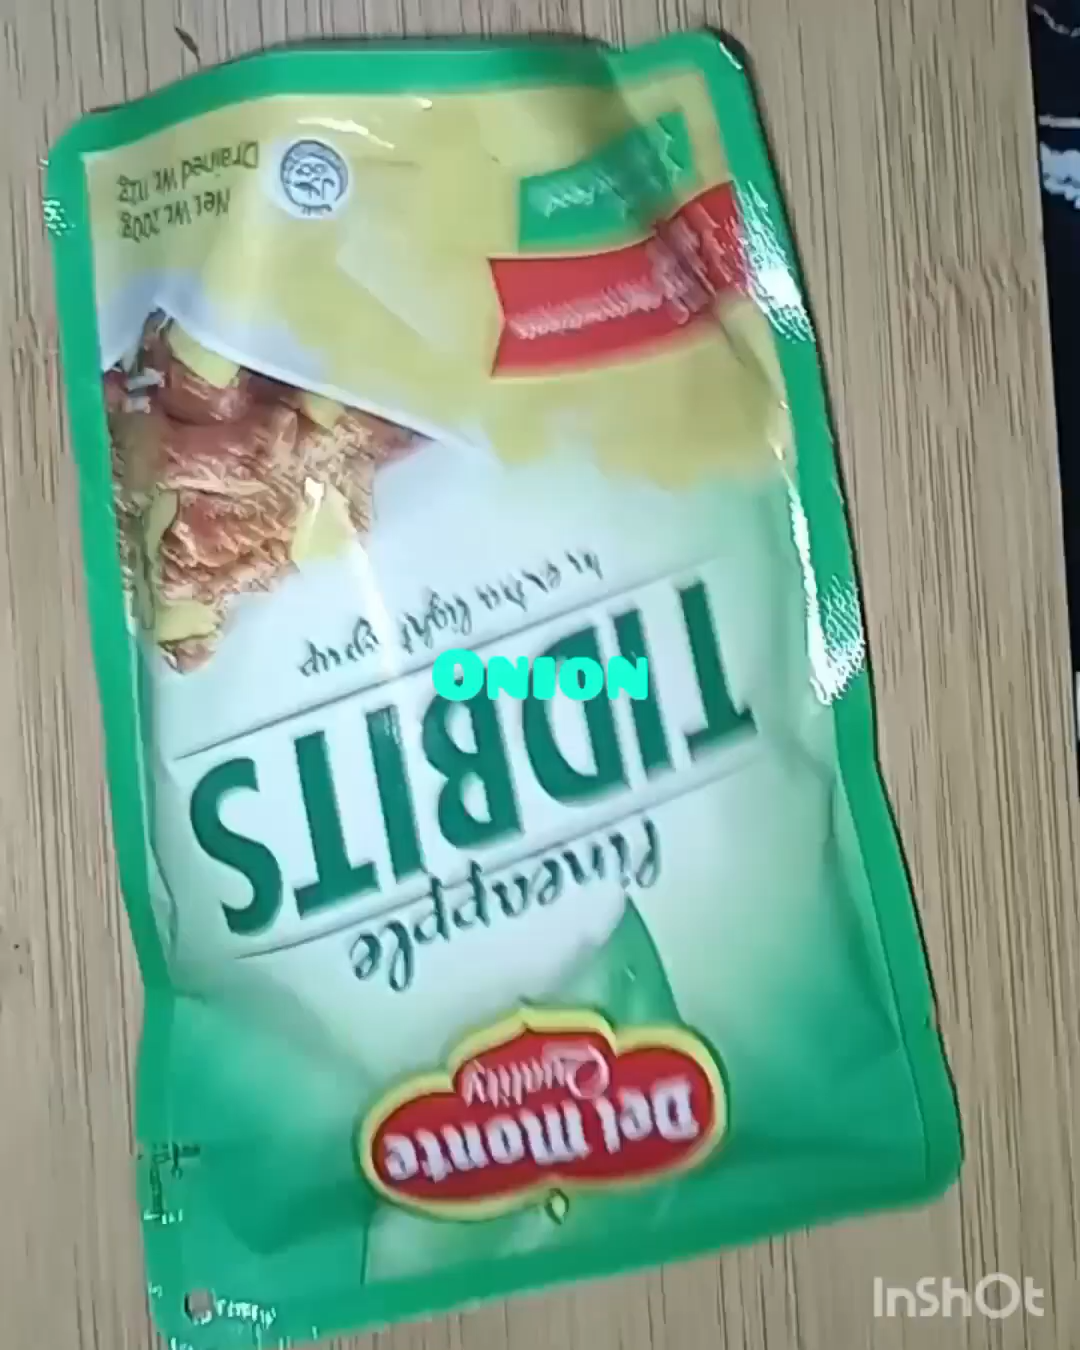 Del Monte
Quality
Pineapple
TIDBITS
in extra light syrup
Net Wt. 200g
Drained Wt. 112g
Onion
InShOt